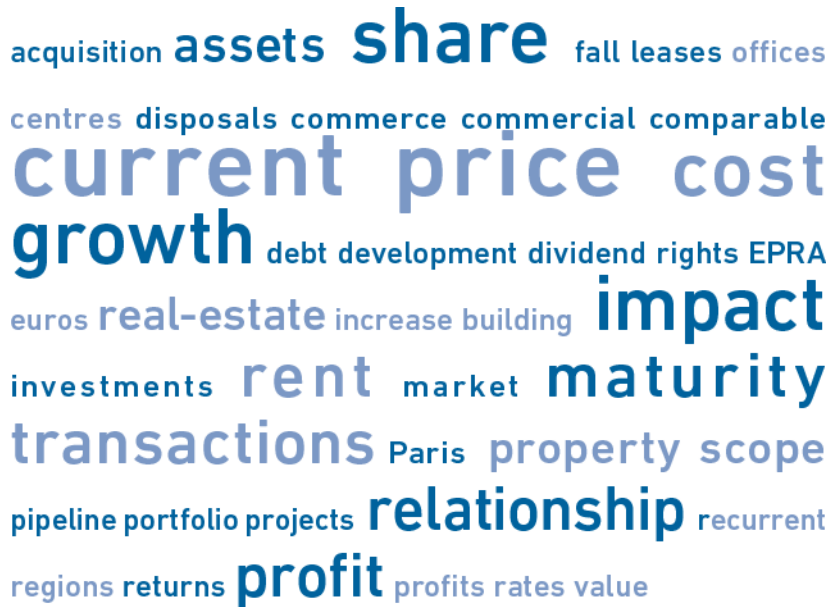 acquisition assets share fall leases offices
centres disposals commerce commercial comparable
current price cost
growth debt development dividend rights EPRA
euros real-estate increase building impact
investments rent market maturity
transactions Paris property scope
pipeline portfolio projects relationship recurrent
regions returns profit profits rates value